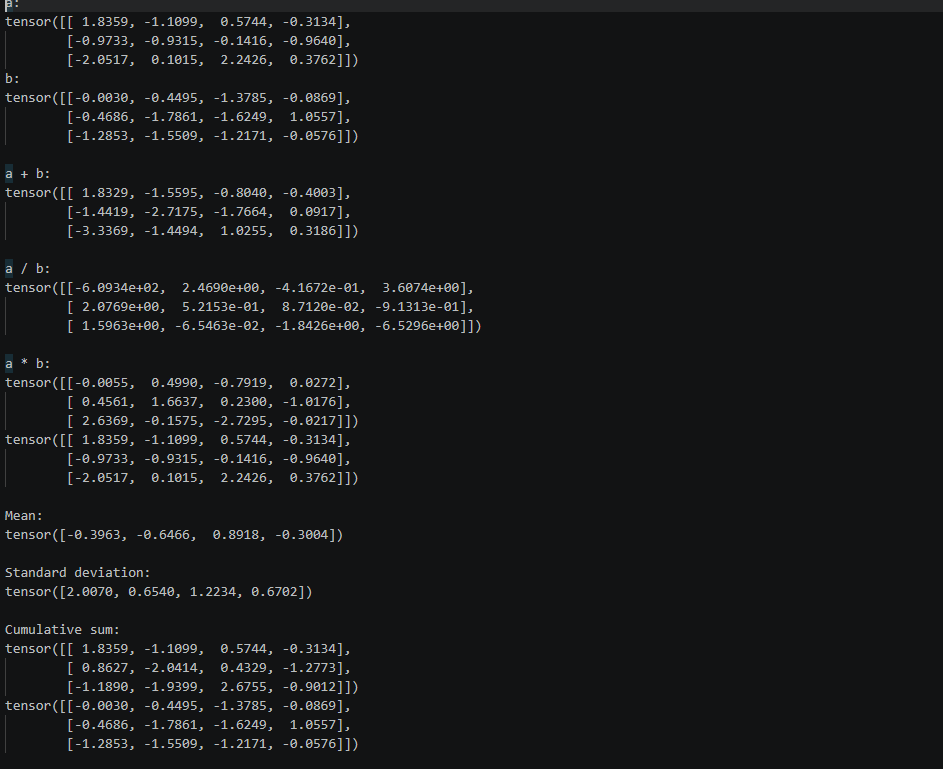 a:
tensor([[ 1.8359, -1.1099,  0.5744, -0.3134],
        [-0.9733, -0.9315, -0.1416, -0.9640],
        [-2.0517,  0.1015,  2.2426,  0.3762]])
b:
tensor([[-0.0030, -0.4495, -1.3785, -0.0869],
        [-0.4686, -1.7861, -1.6249,  1.0557],
        [-1.2853, -1.5509, -1.2171, -0.0576]])

a + b:
tensor([[ 1.8329, -1.5595, -0.8040, -0.4003],
        [-1.4419, -2.7175, -1.7664,  0.0917],
        [-3.3369, -1.4494,  1.0255,  0.3186]])

a / b:
tensor([[-6.0934e+02,  2.4690e+00, -4.1672e-01,  3.6074e+00],
        [ 2.0769e+00,  5.2153e-01,  8.7120e-02, -9.1313e-01],
        [ 1.5963e+00, -6.5463e-02, -1.8426e+00, -6.5296e+00]])

a * b:
tensor([[-0.0055,  0.4990, -0.7919,  0.0272],
        [ 0.4561,  1.6637,  0.2300, -1.0176],
        [ 2.6369, -0.1575, -2.7295, -0.0217]])
tensor([[ 1.8359, -1.1099,  0.5744, -0.3134],
        [-0.9733, -0.9315, -0.1416, -0.9640],
        [-2.0517,  0.1015,  2.2426,  0.3762]])

Mean:
tensor([-0.3963, -0.6466,  0.8918, -0.3004])

Standard deviation:
tensor([2.0070, 0.6540, 1.2234, 0.6702])

Cumulative sum:
tensor([[ 1.8359, -1.1099,  0.5744, -0.3134],
        [ 0.8627, -2.0414,  0.4329, -1.2773],
        [-1.1890, -1.9399,  2.6755, -0.9012]])
tensor([[-0.0030, -0.4495, -1.3785, -0.0869],
        [-0.4686, -1.7861, -1.6249,  1.0557],
        [-1.2853, -1.5509, -1.2171, -0.0576]])